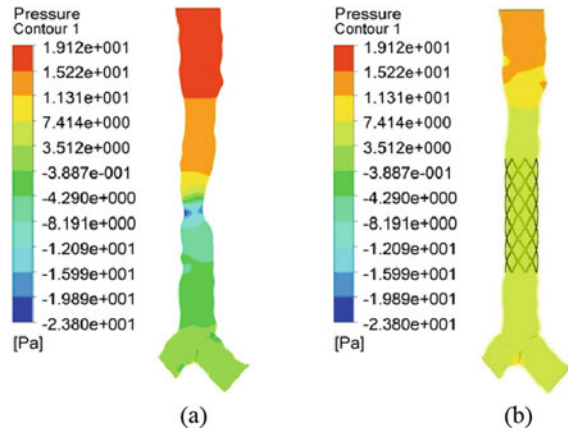 Pressure
Contour 1
1.912e+001
1.522e+001
1.131e+001
7.414e+000
3.512e+000
-3.887e-001
-4.290e+000
-8.191e+000
-1.209e+001
-1.599e+001
-1.989e+001
-2.380e+001
[Pa]
(a)
Pressure
Contour 1
1.912e+001
1.522e+001
1.131e+001
7.414e+000
3.512e+000
-3.887e-001
-4.290e+000
-8.191e+000
-1.209e+001
-1.599e+001
-1.989e+001
-2.380e+001
[Pa]
(b)